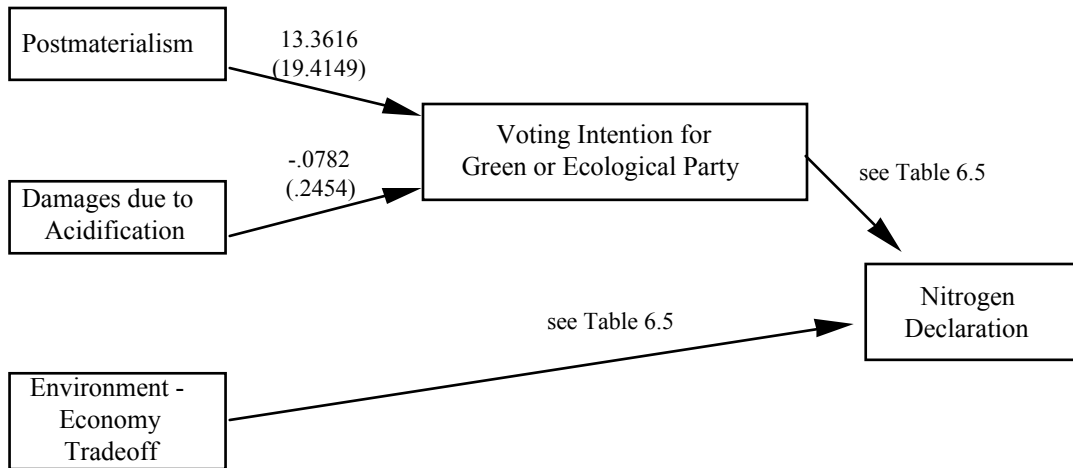 Postmaterialism
13.3616
(19.4149)
Voting Intention for
Green or Ecological Party
-.0782
(.2454)
Damages due to
Acidification
see Table 6.5
Nitrogen
Declaration
see Table 6.5
Environment -
Economy
Tradeoff